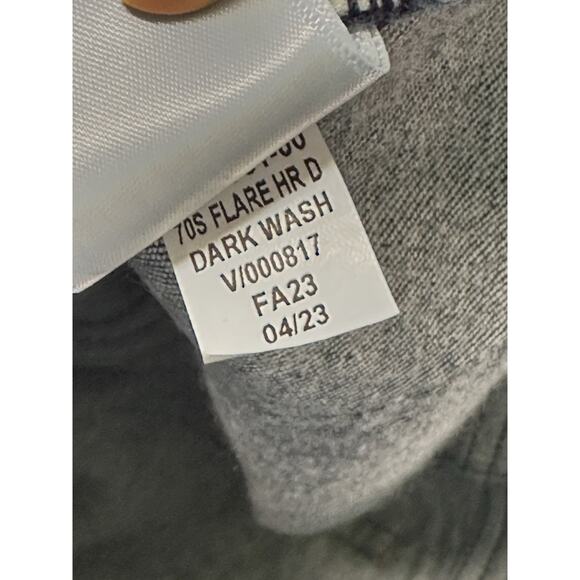 70S FLARE HR D
DARK WASH
V/000817
FA23
04/23